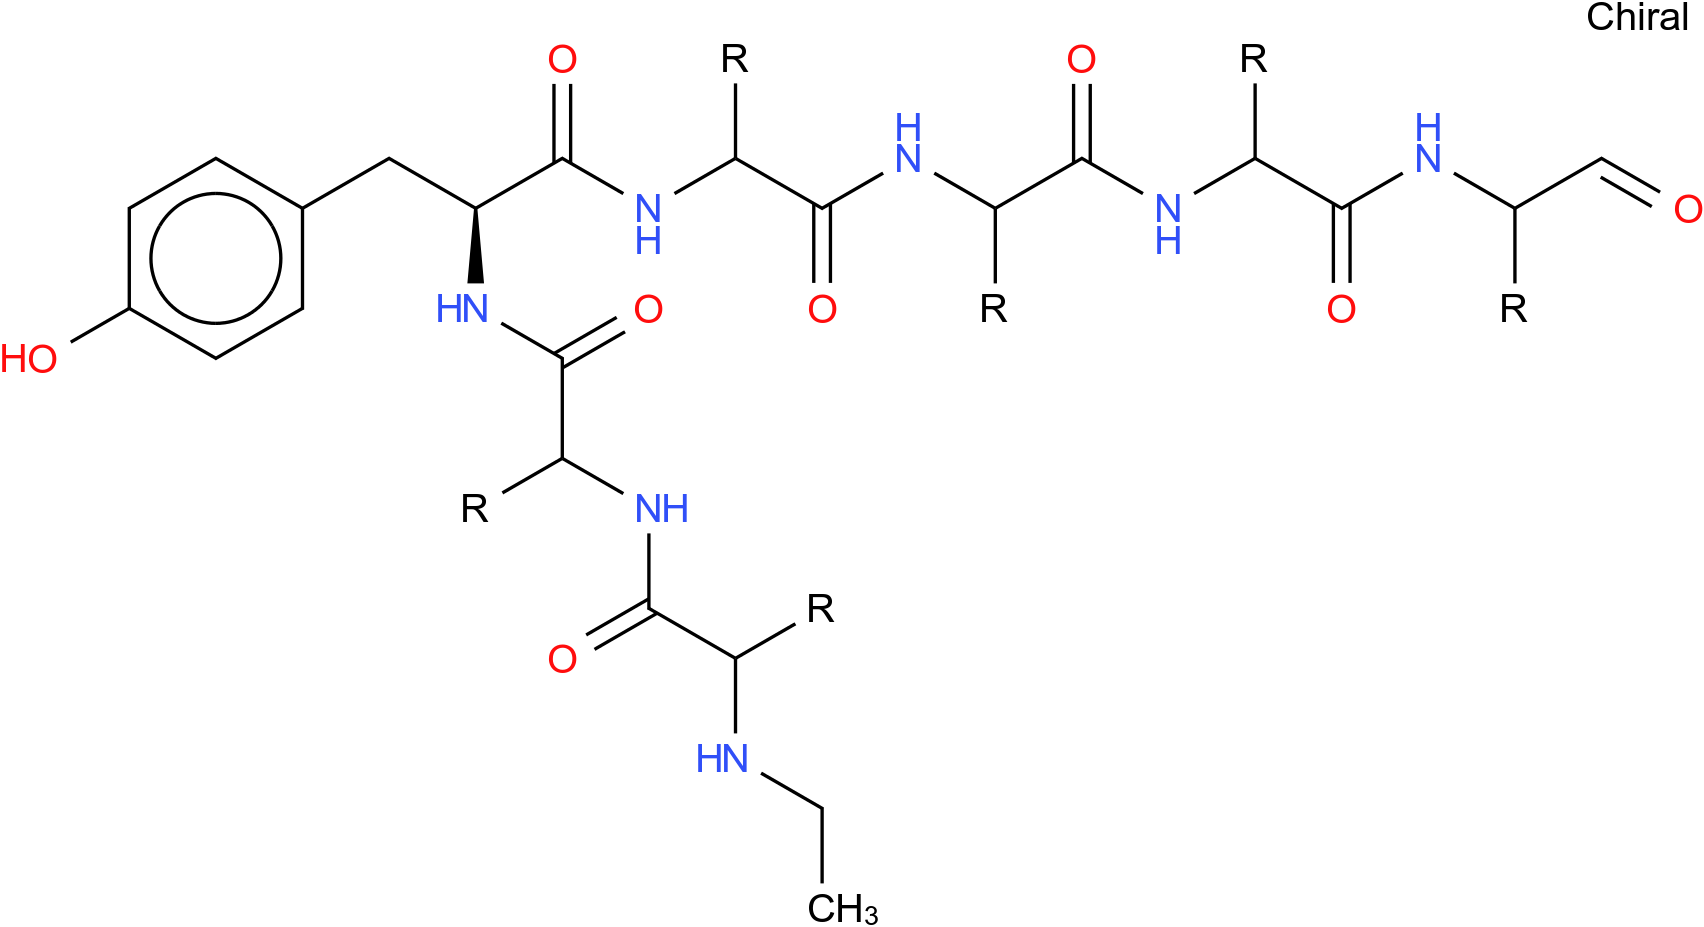 Chiral
O R O R
H H
N N
N N O
H H
HN O O R O R
HO
R NH
R
O
HN
CH3